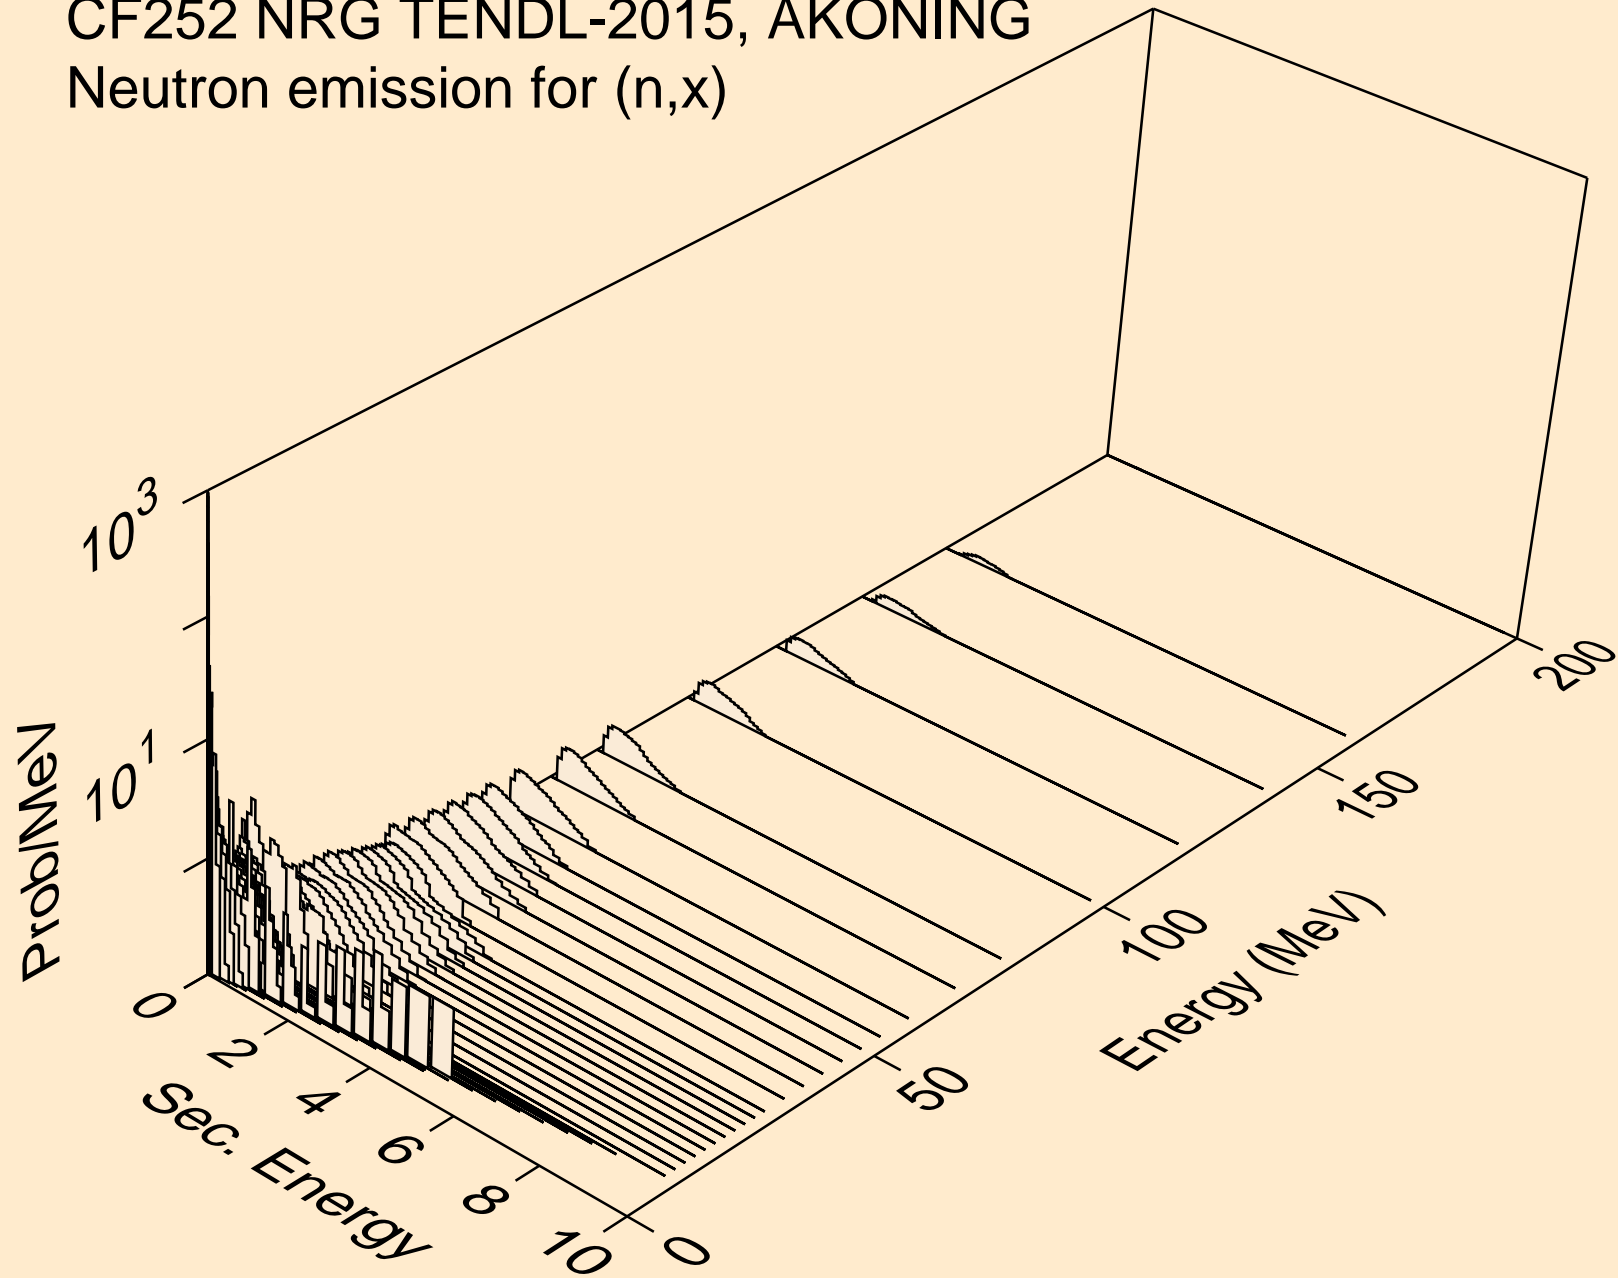 CF252 NRG TENDL-2015, AKONING
Neutron emission for (n,x)
10^3
10^1
Prob/MeV
0
2
4
6
8
10
Sec. Energy
0
50
100
150
200
Energy (MeV)